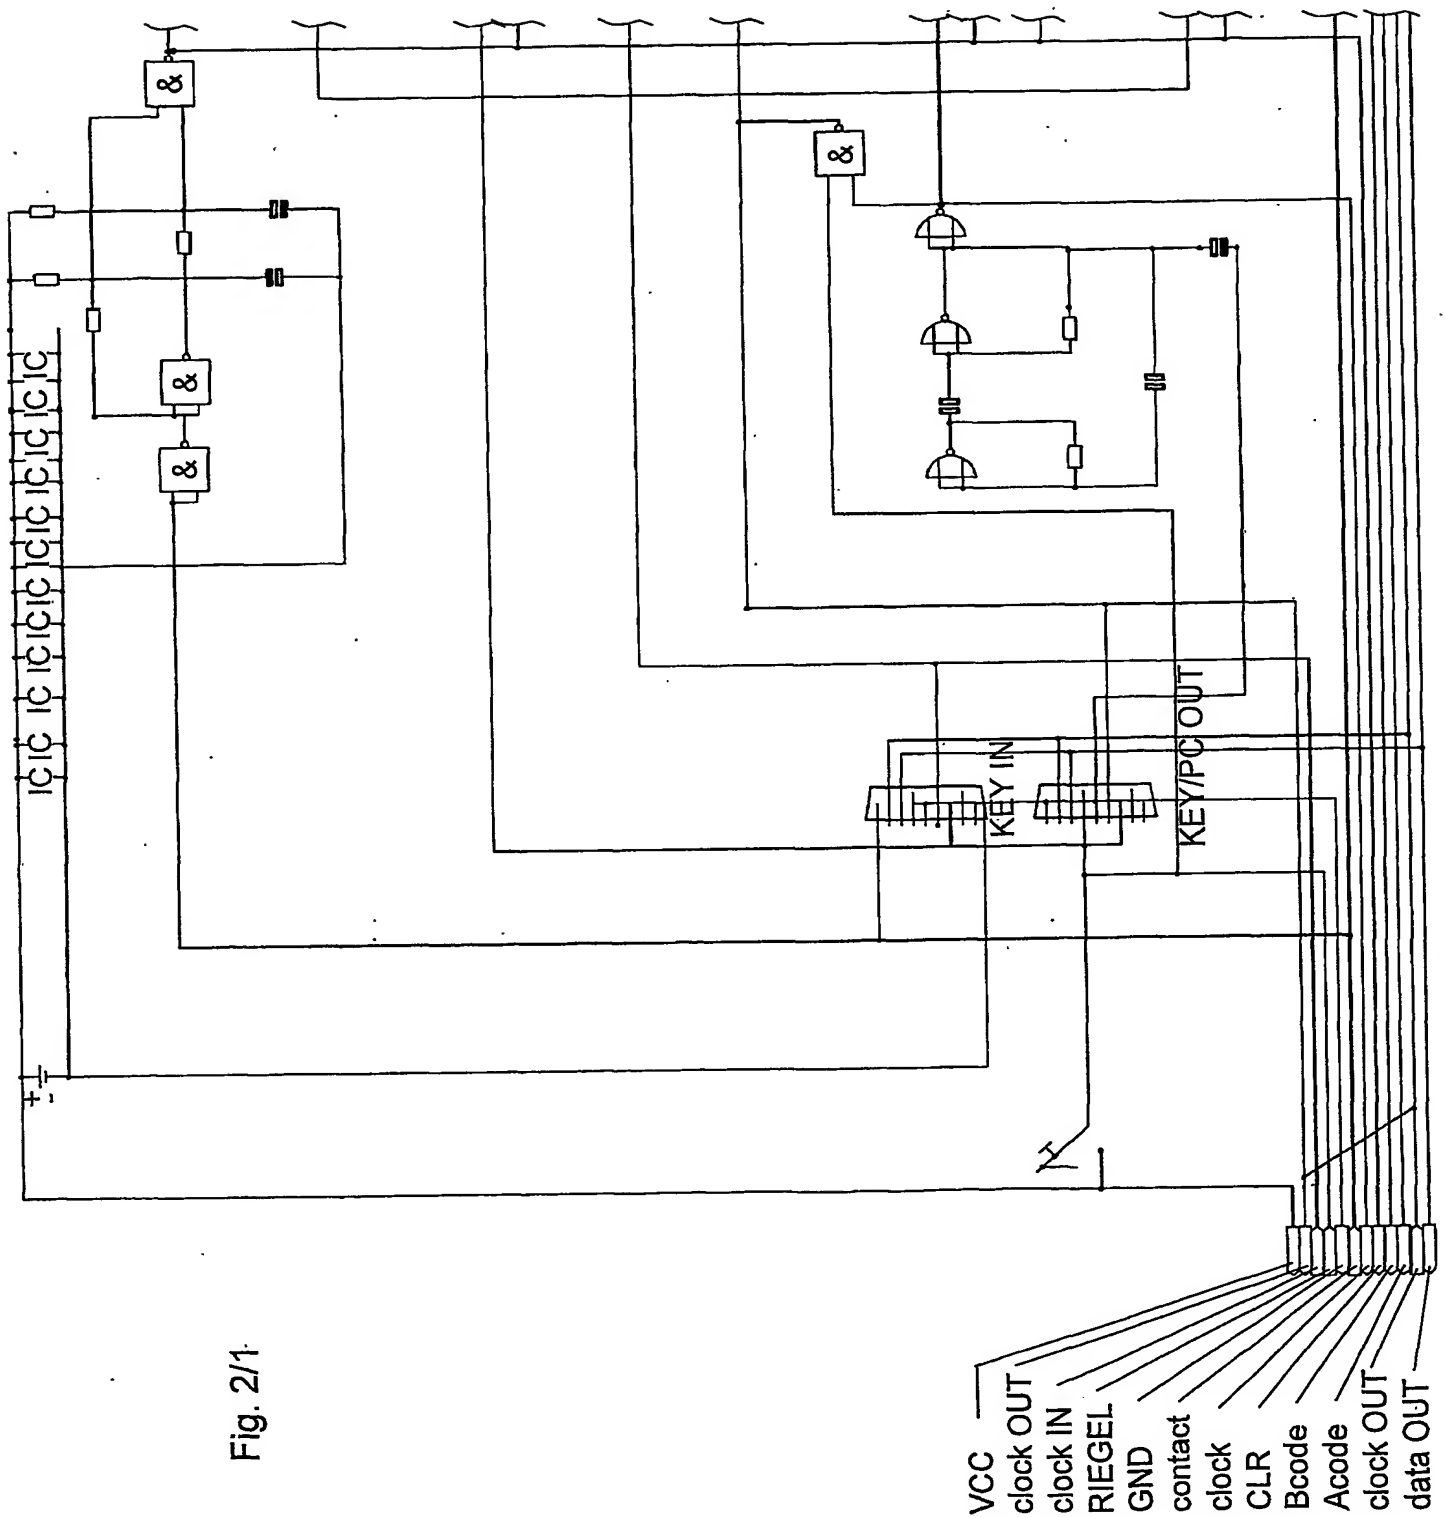 IC IC IC IC IC IC IC IC IC IC IC IC
+
-
& & &
Fig. 2/1
&
KEY IN
KEY/PC OUT
VCC
clock OUT
clock IN
RIEGEL
GND
contact
clock
CLR
Bcode
Acode
clock OUT
data OUT